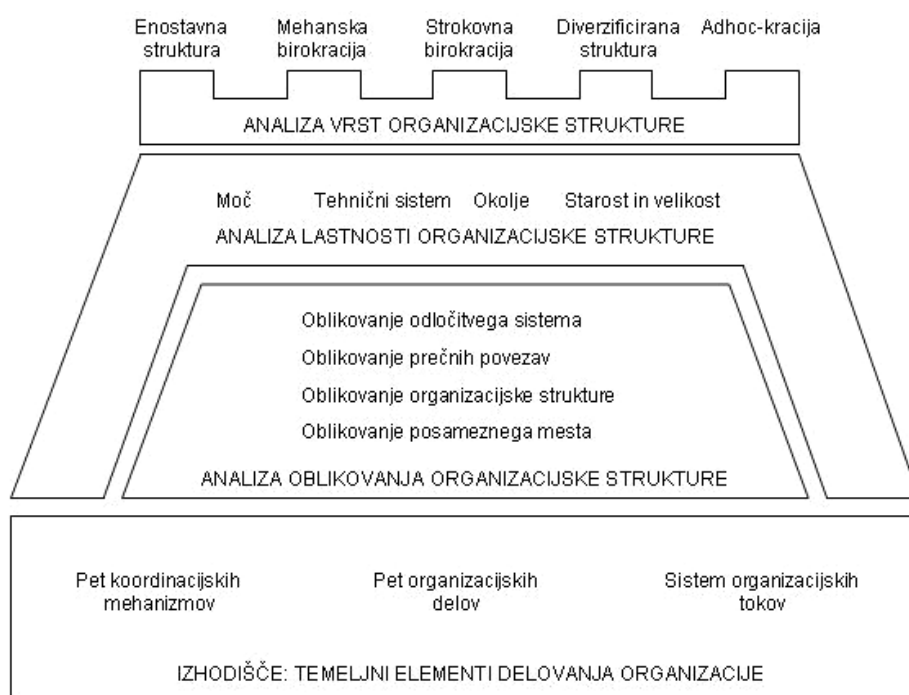 Enostavna Mehanska Strokovna Diverzificirana Adhoc-kracija
struktura birokracija birokracija struktura
ANALIZA VRST ORGANIZACIJSKE STRUKTURE
Moč Tehnični sistem Okolje Starost in velikost
ANALIZA LASTNOSTI ORGANIZACIJSKE STRUKTURE
Oblikovanje odločitvega sistema
Oblikovanje prečnih povezav
Oblikovanje organizacijske strukture
Oblikovanje posameznega mesta
ANALIZA OBLIKOVANJA ORGANIZACIJSKE STRUKTURE
Pet koordinacijskih Pet organizacijskih Sistem organizacijskih
mehanizmov delov tokov
IZHODIŠČE: TEMELJNI ELEMENTI DELOVANJA ORGANIZACIJE